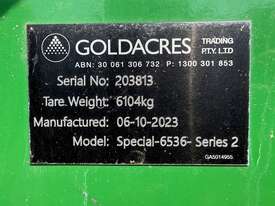 GOLDACRES TRADING PTY. LTD
ABN: 30 061 306 732 P: 1300 301 853
Serial No: 203813
Tare Weight: 6104kg
Manufactured: 06-10-2023
Model: Special-6536- Series 2
GA5014955